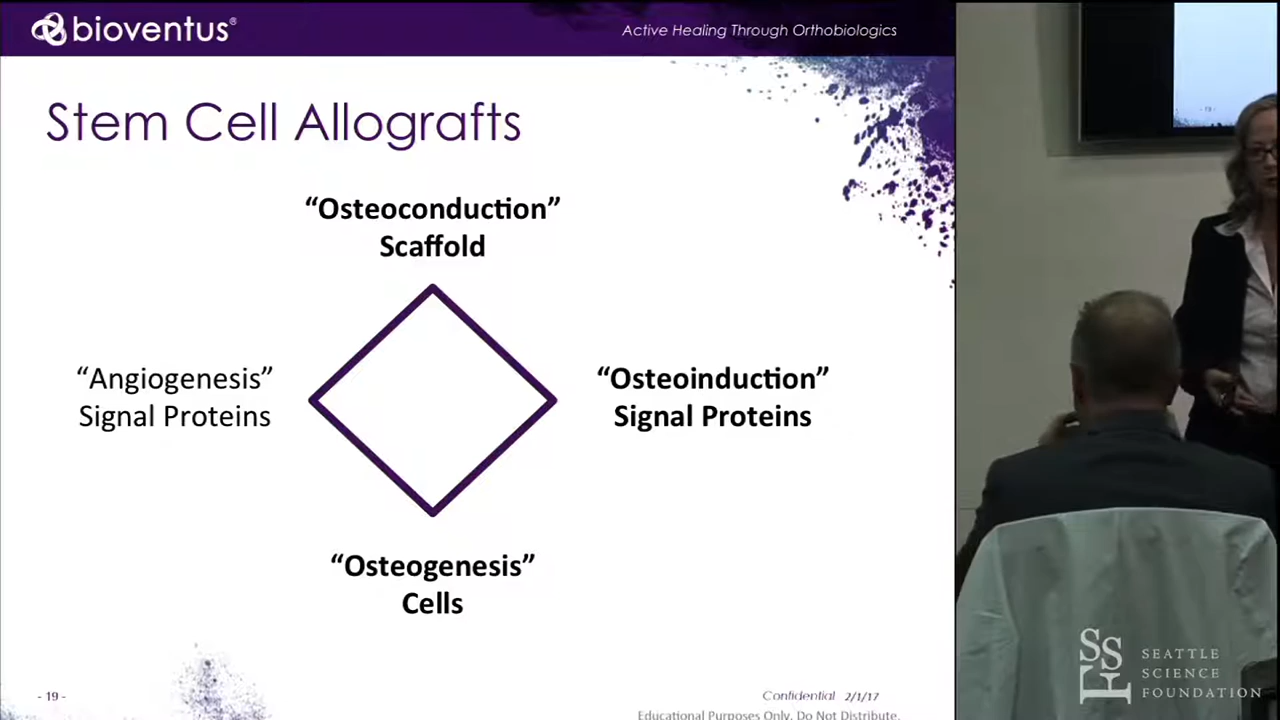 bioventus®
Active Healing Through Orthobiologics
Stem Cell Allografts
“Osteoconduction”
Scaffold
“Angiogenesis”
Signal Proteins
“Osteoinduction”
Signal Proteins
“Osteogenesis”
Cells
- 19 -
Confidential 2/1/17
Educational Purposes Only. Do Not Distribute.
SSF
SEATTLE
SCIENCE
FOUNDATION